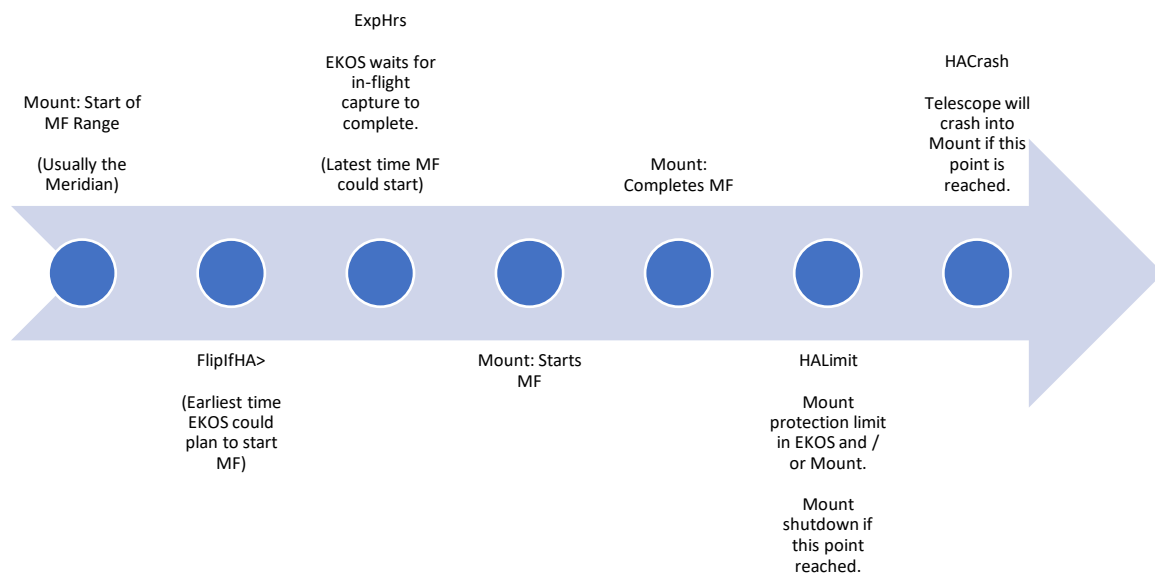 Mount: Start of
MF Range
(Usually the
Meridian)
FlipIfHA>
(Earliest time
EKOS could
plan to start
MF)
ExpHrs
EKOS waits for
in-flight
capture to
complete.
(Latest time MF
could start)
Mount: Starts
MF
Mount:
Completes MF
HALimit
Mount
protection limit
in EKOS and /
or Mount.
Mount
shutdown if
this point
reached.
HACrash
Telescope will
crash into
Mount if this
point is
reached.